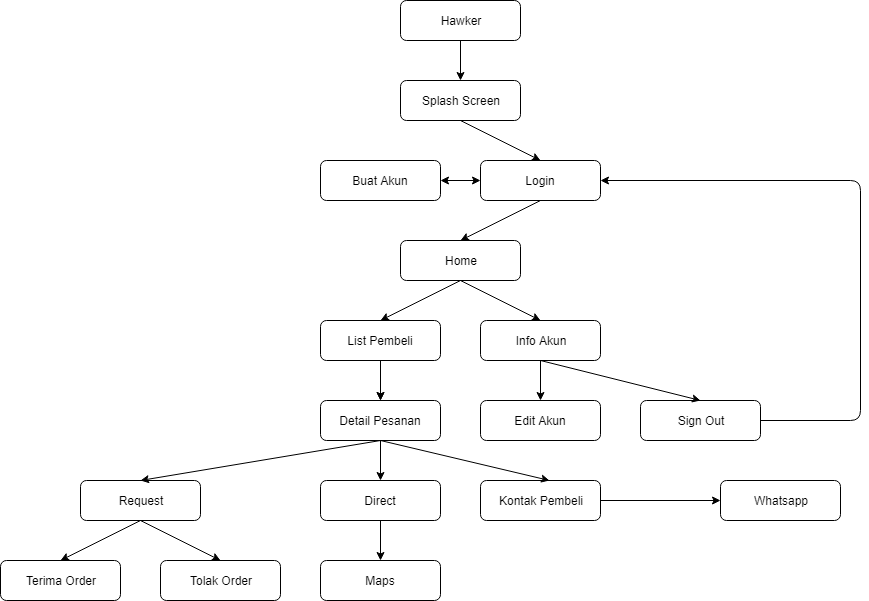 Hawker
Splash Screen
Buat Akun
Login
Home
List Pembeli
Info Akun
Detail Pesanan
Edit Akun
Sign Out
Request
Direct
Kontak Pembeli
Whatsapp
Terima Order
Tolak Order
Maps